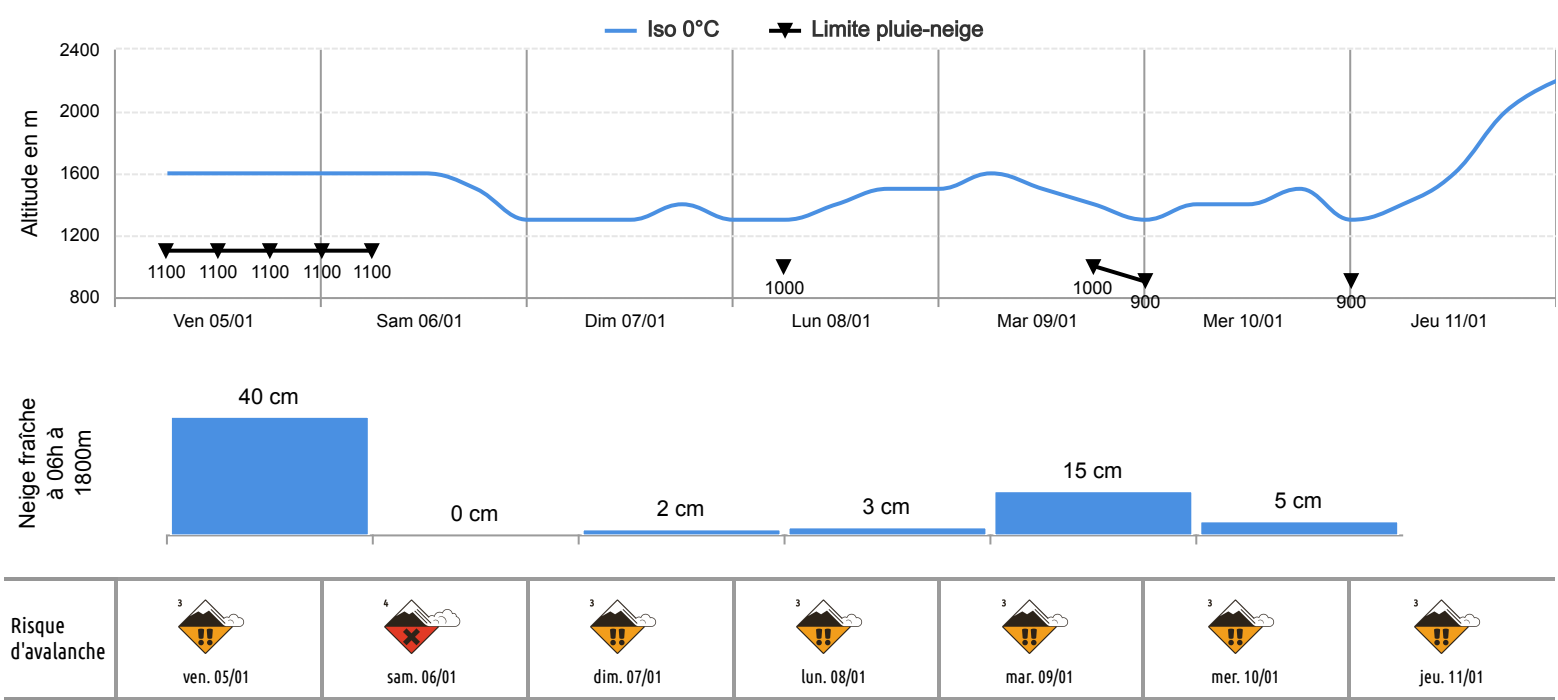 Iso 0°C
Limite pluie-neige
Altitude en m
2400
2000
1600
1200
800
1100 1100 1100 1100 1100
1000
1000
900
900
Ven 05/01 Sam 06/01 Dim 07/01 Lun 08/01 Mar 09/01 Mer 10/01 Jeu 11/01
Neige fraîche
à 06h à
1800m
40 cm
0 cm
2 cm
3 cm
15 cm
5 cm
Risque
d'avalanche
3 4 3 3 3 3 3
!! !! !! !! !! !!
ven. 05/01 sam. 06/01 dim. 07/01 lun. 08/01 mar. 09/01 mer. 10/01 jeu. 11/01